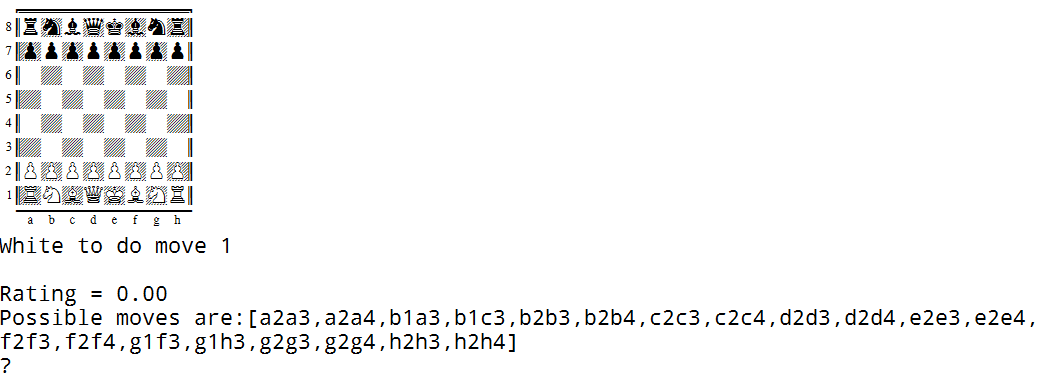 8
7
6
5
4
3
2
1
a b c d e f g h
White to do move 1
Rating = 0.00
Possible moves are:[a2a3,a2a4,b1a3,b1c3,b2b3,b2b4,c2c3,c2c4,d2d3,d2d4,e2e3,e2e4,
f2f3,f2f4,g1f3,g1h3,g2g3,g2g4,h2h3,h2h4]
?